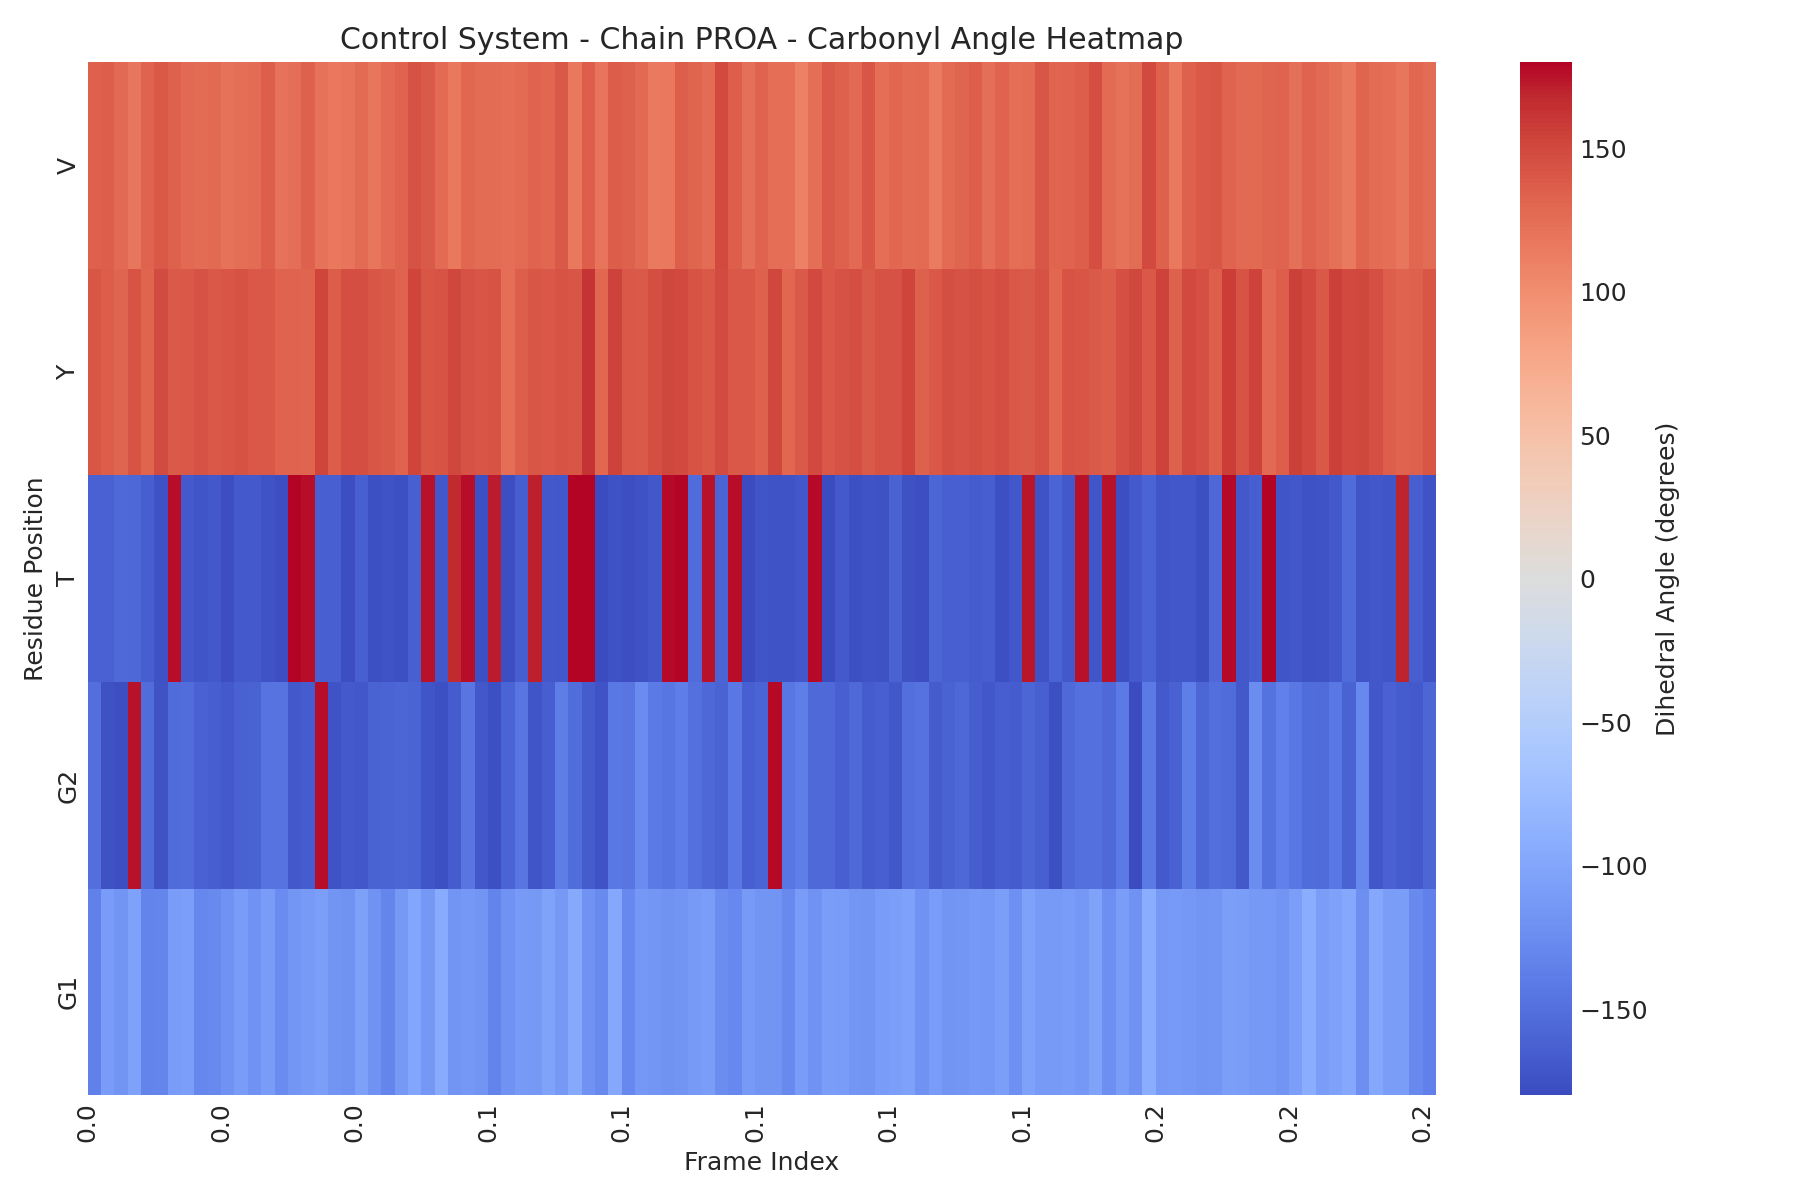 Control System - Chain PROA - Carbonyl Angle Heatmap
Residue Position
V
Y
T
G2
G1
0.0 0.0 0.0 0.1 0.1 0.1 0.1 0.1 0.2 0.2 0.2
Frame Index
150
100
50
0
−50
−100
−150
Dihedral Angle (degrees)